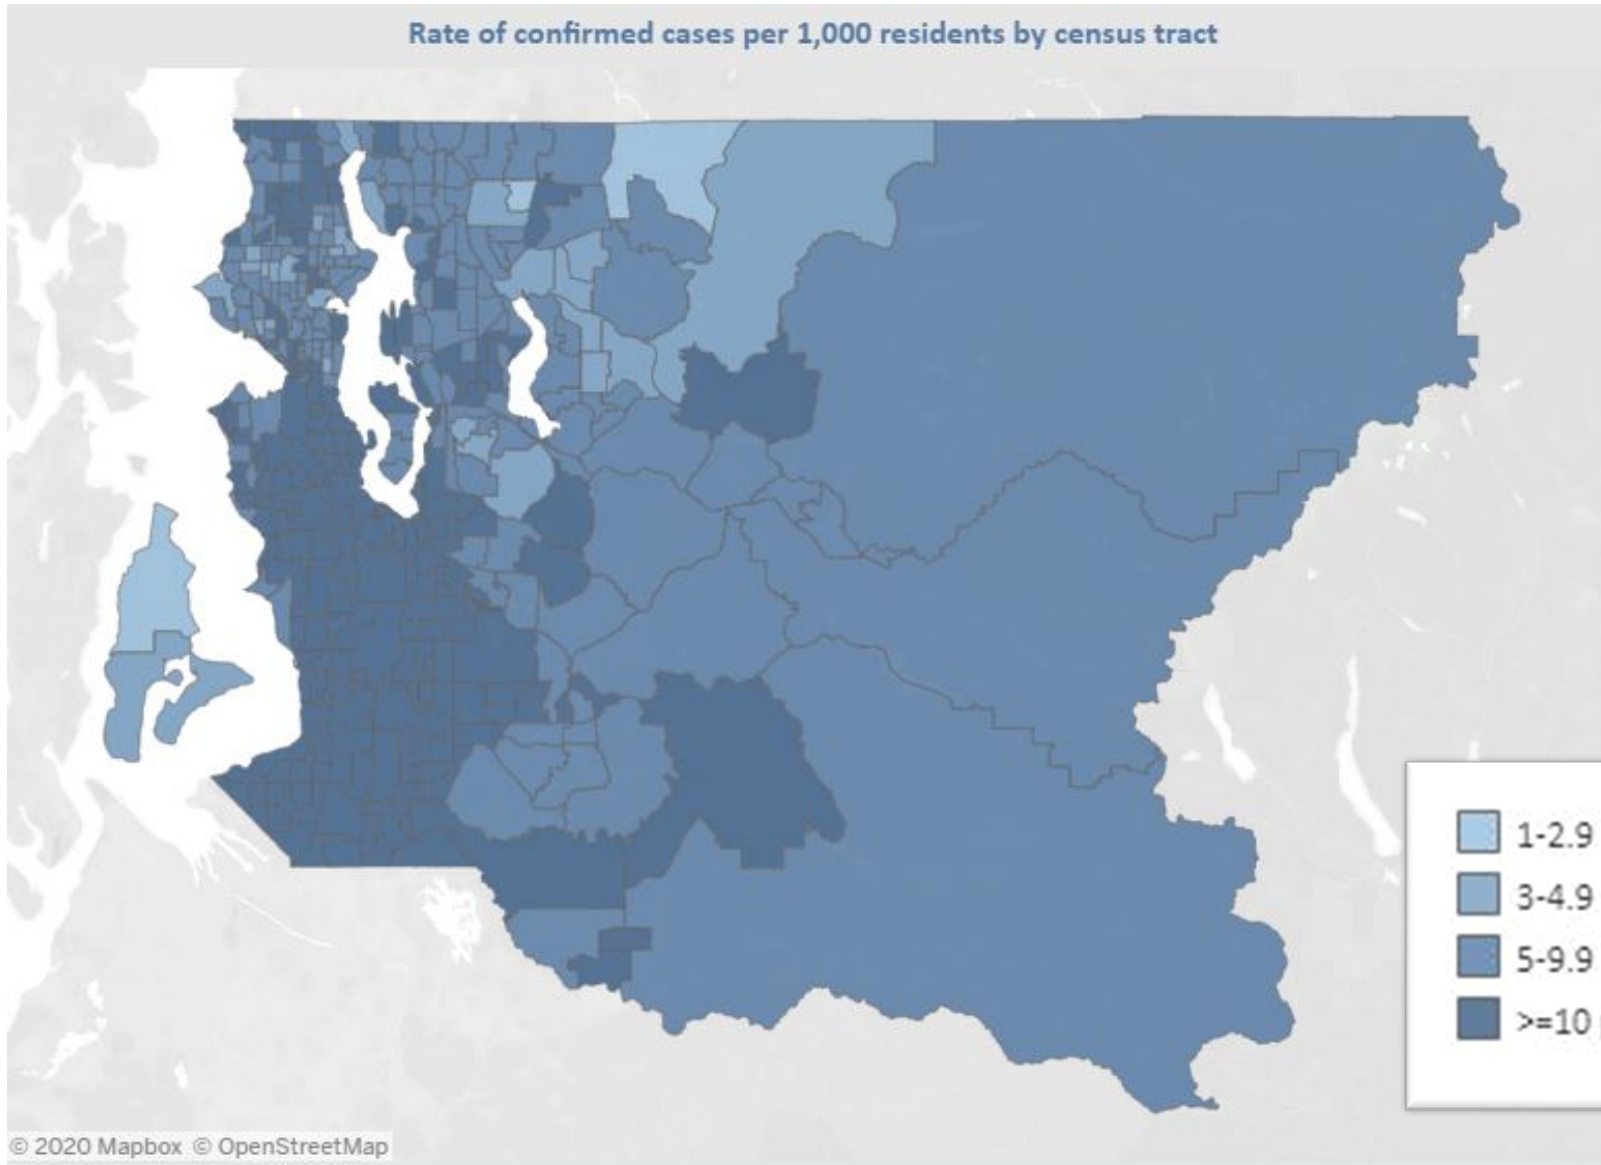 Rate of confirmed cases per 1,000 residents by census tract
1-2.9
3-4.9
5-9.9
>=10
© 2020 Mapbox © OpenStreetMap